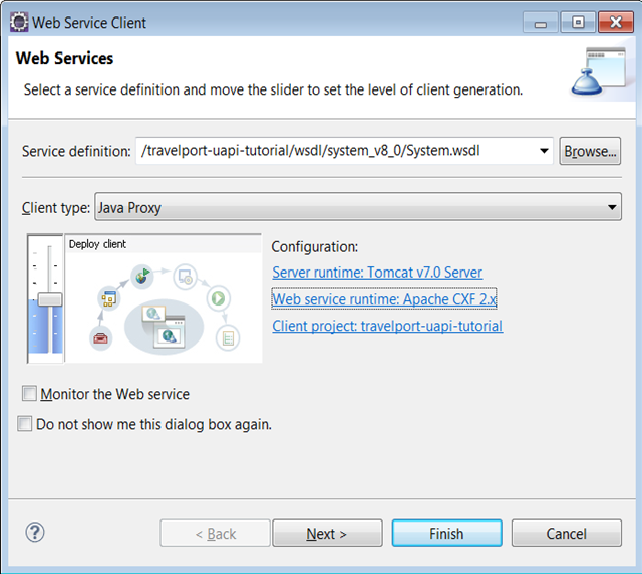 Web Service Client
Web Services
Select a service definition and move the slider to set the level of client generation.
Service definition: /travelport-uapi-tutorial/wsdl/system_v8_0/System.wsdl Browse...
Client type: Java Proxy
Deploy client
Configuration:
Server runtime: Tomcat v7.0 Server
Web service runtime: Apache CXF 2.x
Client project: travelport-uapi-tutorial
Monitor the Web service
Do not show me this dialog box again.
? < Back Next > Finish Cancel